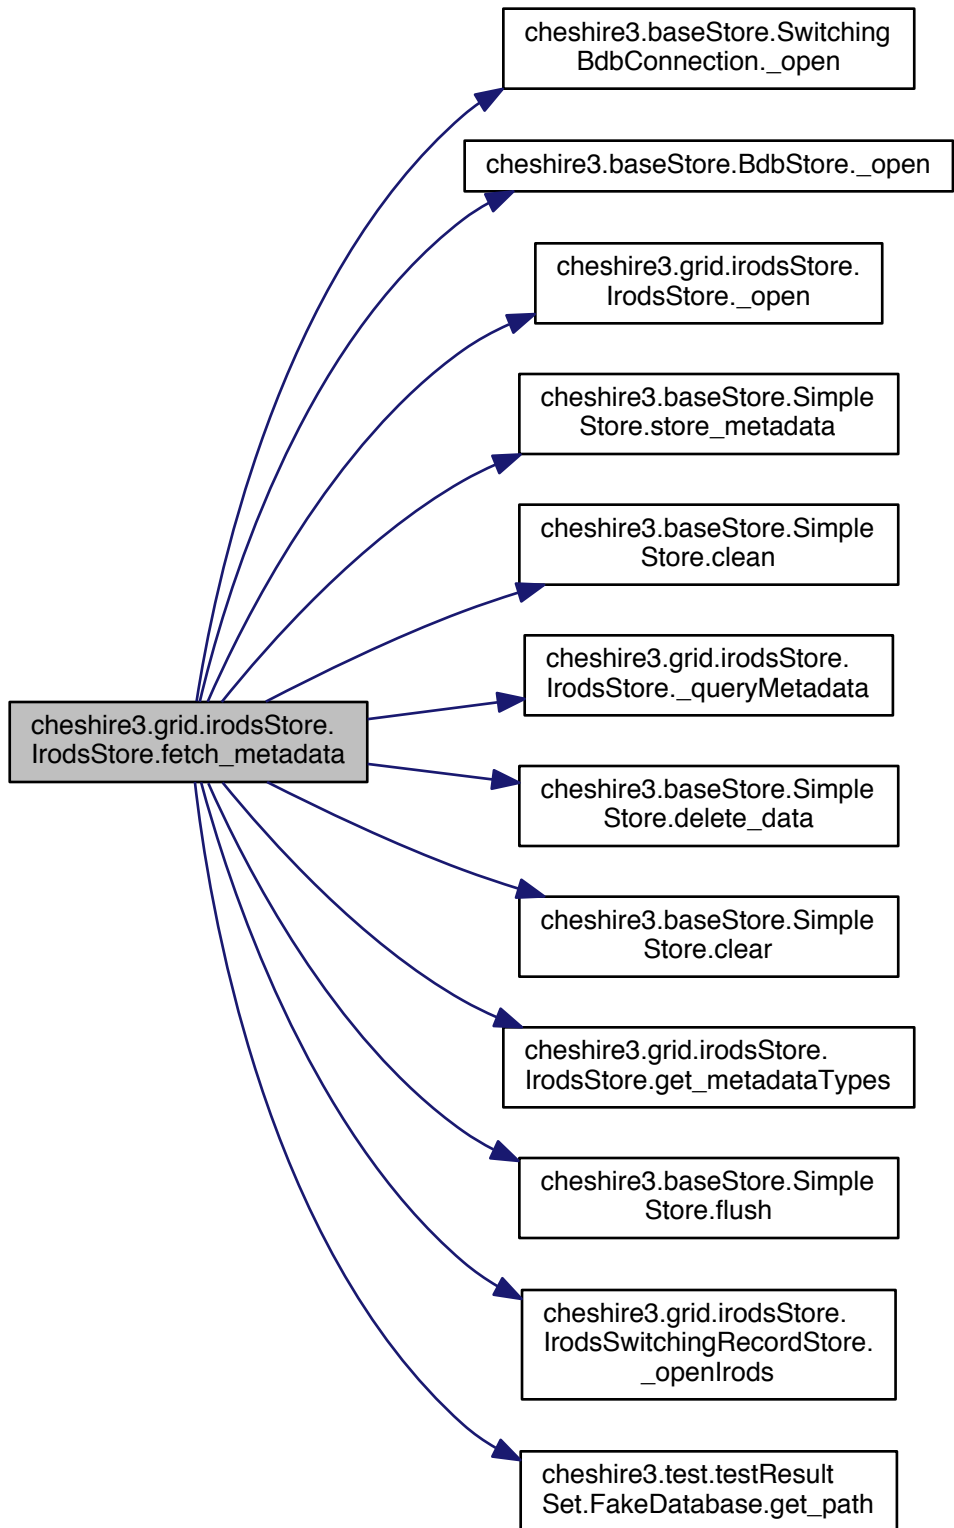 cheshire3.baseStore.Switching
BdbConnection._open
cheshire3.baseStore.BdbStore._open
cheshire3.grid.irodsStore.
IrodsStore._open
cheshire3.baseStore.Simple
Store.store_metadata
cheshire3.baseStore.Simple
Store.clean
cheshire3.grid.irodsStore.
IrodsStore._queryMetadata
cheshire3.grid.irodsStore.
IrodsStore.fetch_metadata
cheshire3.baseStore.Simple
Store.delete_data
cheshire3.baseStore.Simple
Store.clear
cheshire3.grid.irodsStore.
IrodsStore.get_metadataTypes
cheshire3.baseStore.Simple
Store.flush
cheshire3.grid.irodsStore.
IrodsSwitchingRecordStore.
_openIrods
cheshire3.test.testResult
Set.FakeDatabase.get_path